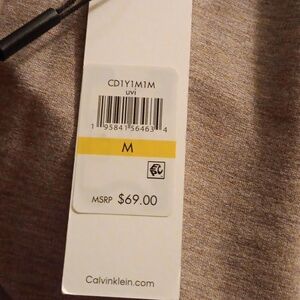 CD1Y1M1M
uvi
1 95841 56463 4
M
MSRP $69.00
Calvinklein.com